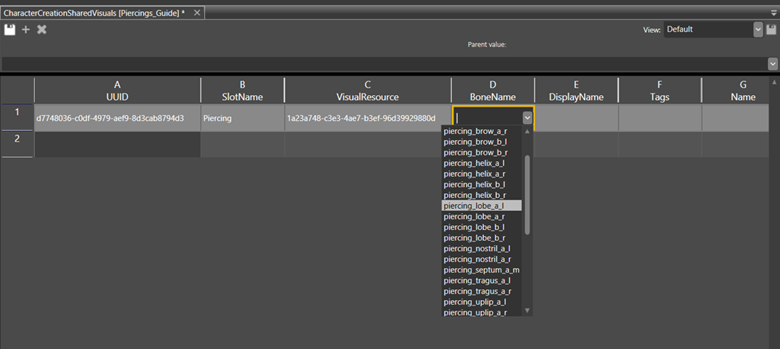 CharacterCreationSharedVisuals [Piercings_Guide] *
View: Default
Parent value:
A B C D E F G
UUID SlotName VisualResource BoneName DisplayName Tags Name
1 d7748036-c0df-4979-aef9-8d3cab8794d3 Piercing 1a23a748-c3e3-4ae7-b3ef-96d39929880d
2
piercing_brow_a_r
piercing_brow_b_l
piercing_brow_b_r
piercing_helix_a_l
piercing_helix_a_r
piercing_helix_b_l
piercing_helix_b_r
piercing_lobe_a_l
piercing_lobe_a_r
piercing_lobe_b_l
piercing_lobe_b_r
piercing_nostril_a_l
piercing_nostril_a_r
piercing_septum_a_m
piercing_tragus_a_l
piercing_tragus_a_r
piercing_uplip_a_l
piercing_uplip_a_r